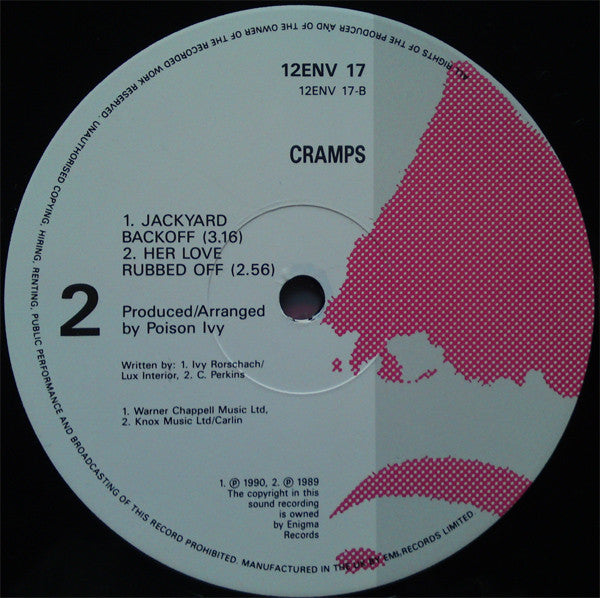 12ENV 17
12ENV 17-B
CRAMPS
1. JACKYARD
BACKOFF (3.16)
2. HER LOVE
RUBBED OFF (2.56)
2
Produced/Arranged
by Poison Ivy
Written by: 1. Ivy Rorschach/
Lux Interior, 2. C. Perkins
1. Warner Chappell Music Ltd,
2. Knox Music Ltd/Carlin
1. ℗ 1990, 2. ℗ 1989
The copyright in this
sound recording
is owned
by Enigma
Records
ALL RIGHTS OF THE PRODUCER AND OF THE OWNER OF THE RECORDED WORK RESERVED. UNAUTHORISED COPYING, HIRING, RENTING, PUBLIC PERFORMANCE AND BROADCASTING OF THIS RECORD PROHIBITED. MANUFACTURED IN THE UK BY EMI RECORDS LIMITED.